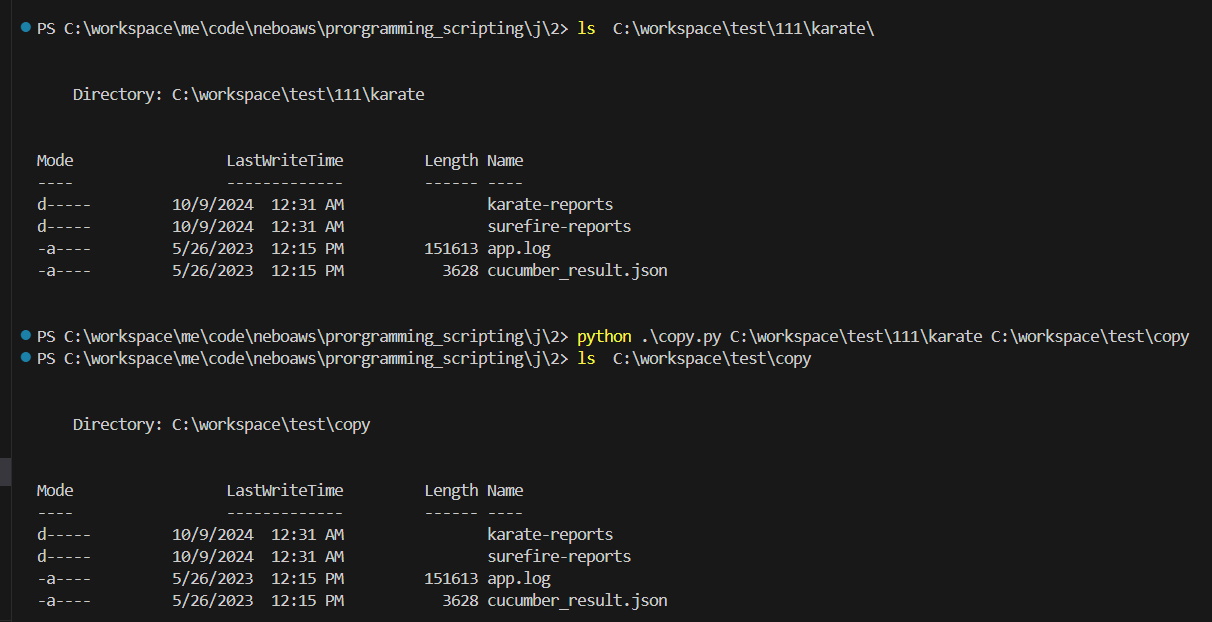 PS C:\workspace\me\code\neboaws\prorgramming_scripting\j\2> ls  C:\workspace\test\111\karate\
Directory: C:\workspace\test\111\karate
Mode                 LastWriteTime         Length Name
----                 -------------         ------ ----
d-----         10/9/2024  12:31 AM                karate-reports
d-----         10/9/2024  12:31 AM                surefire-reports
-a----         5/26/2023  12:15 PM         151613 app.log
-a----         5/26/2023  12:15 PM           3628 cucumber_result.json
PS C:\workspace\me\code\neboaws\prorgramming_scripting\j\2> python .\copy.py C:\workspace\test\111\karate C:\workspace\test\copy
PS C:\workspace\me\code\neboaws\prorgramming_scripting\j\2> ls  C:\workspace\test\copy
Directory: C:\workspace\test\copy
Mode                 LastWriteTime         Length Name
----                 -------------         ------ ----
d-----         10/9/2024  12:31 AM                karate-reports
d-----         10/9/2024  12:31 AM                surefire-reports
-a----         5/26/2023  12:15 PM         151613 app.log
-a----         5/26/2023  12:15 PM           3628 cucumber_result.json